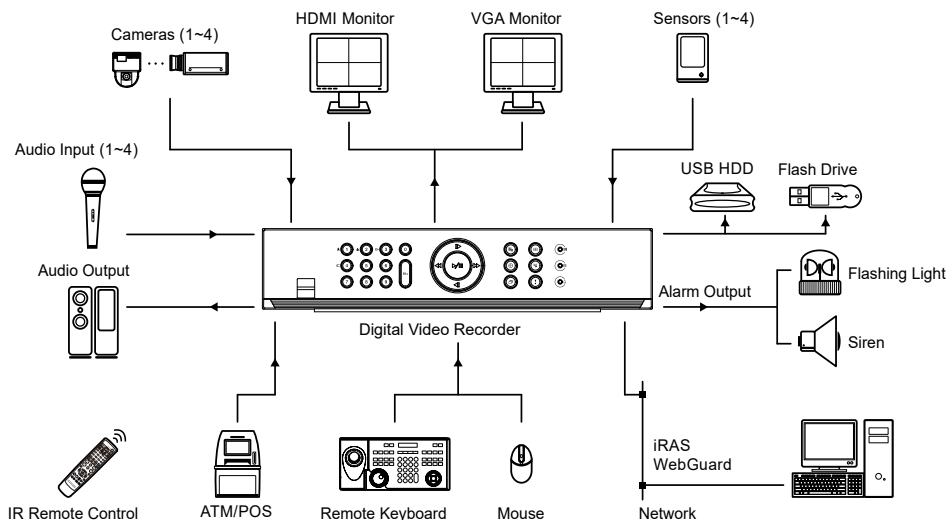 HDMI Monitor
VGA Monitor
Sensors (1~4)
Cameras (1~4)
Audio Input (1~4)
USB HDD
Flash Drive
Audio Output
Alarm Output
Flashing Light
Digital Video Recorder
Siren
iRAS
WebGuard
IR Remote Control
ATM/POS
Remote Keyboard
Mouse
Network